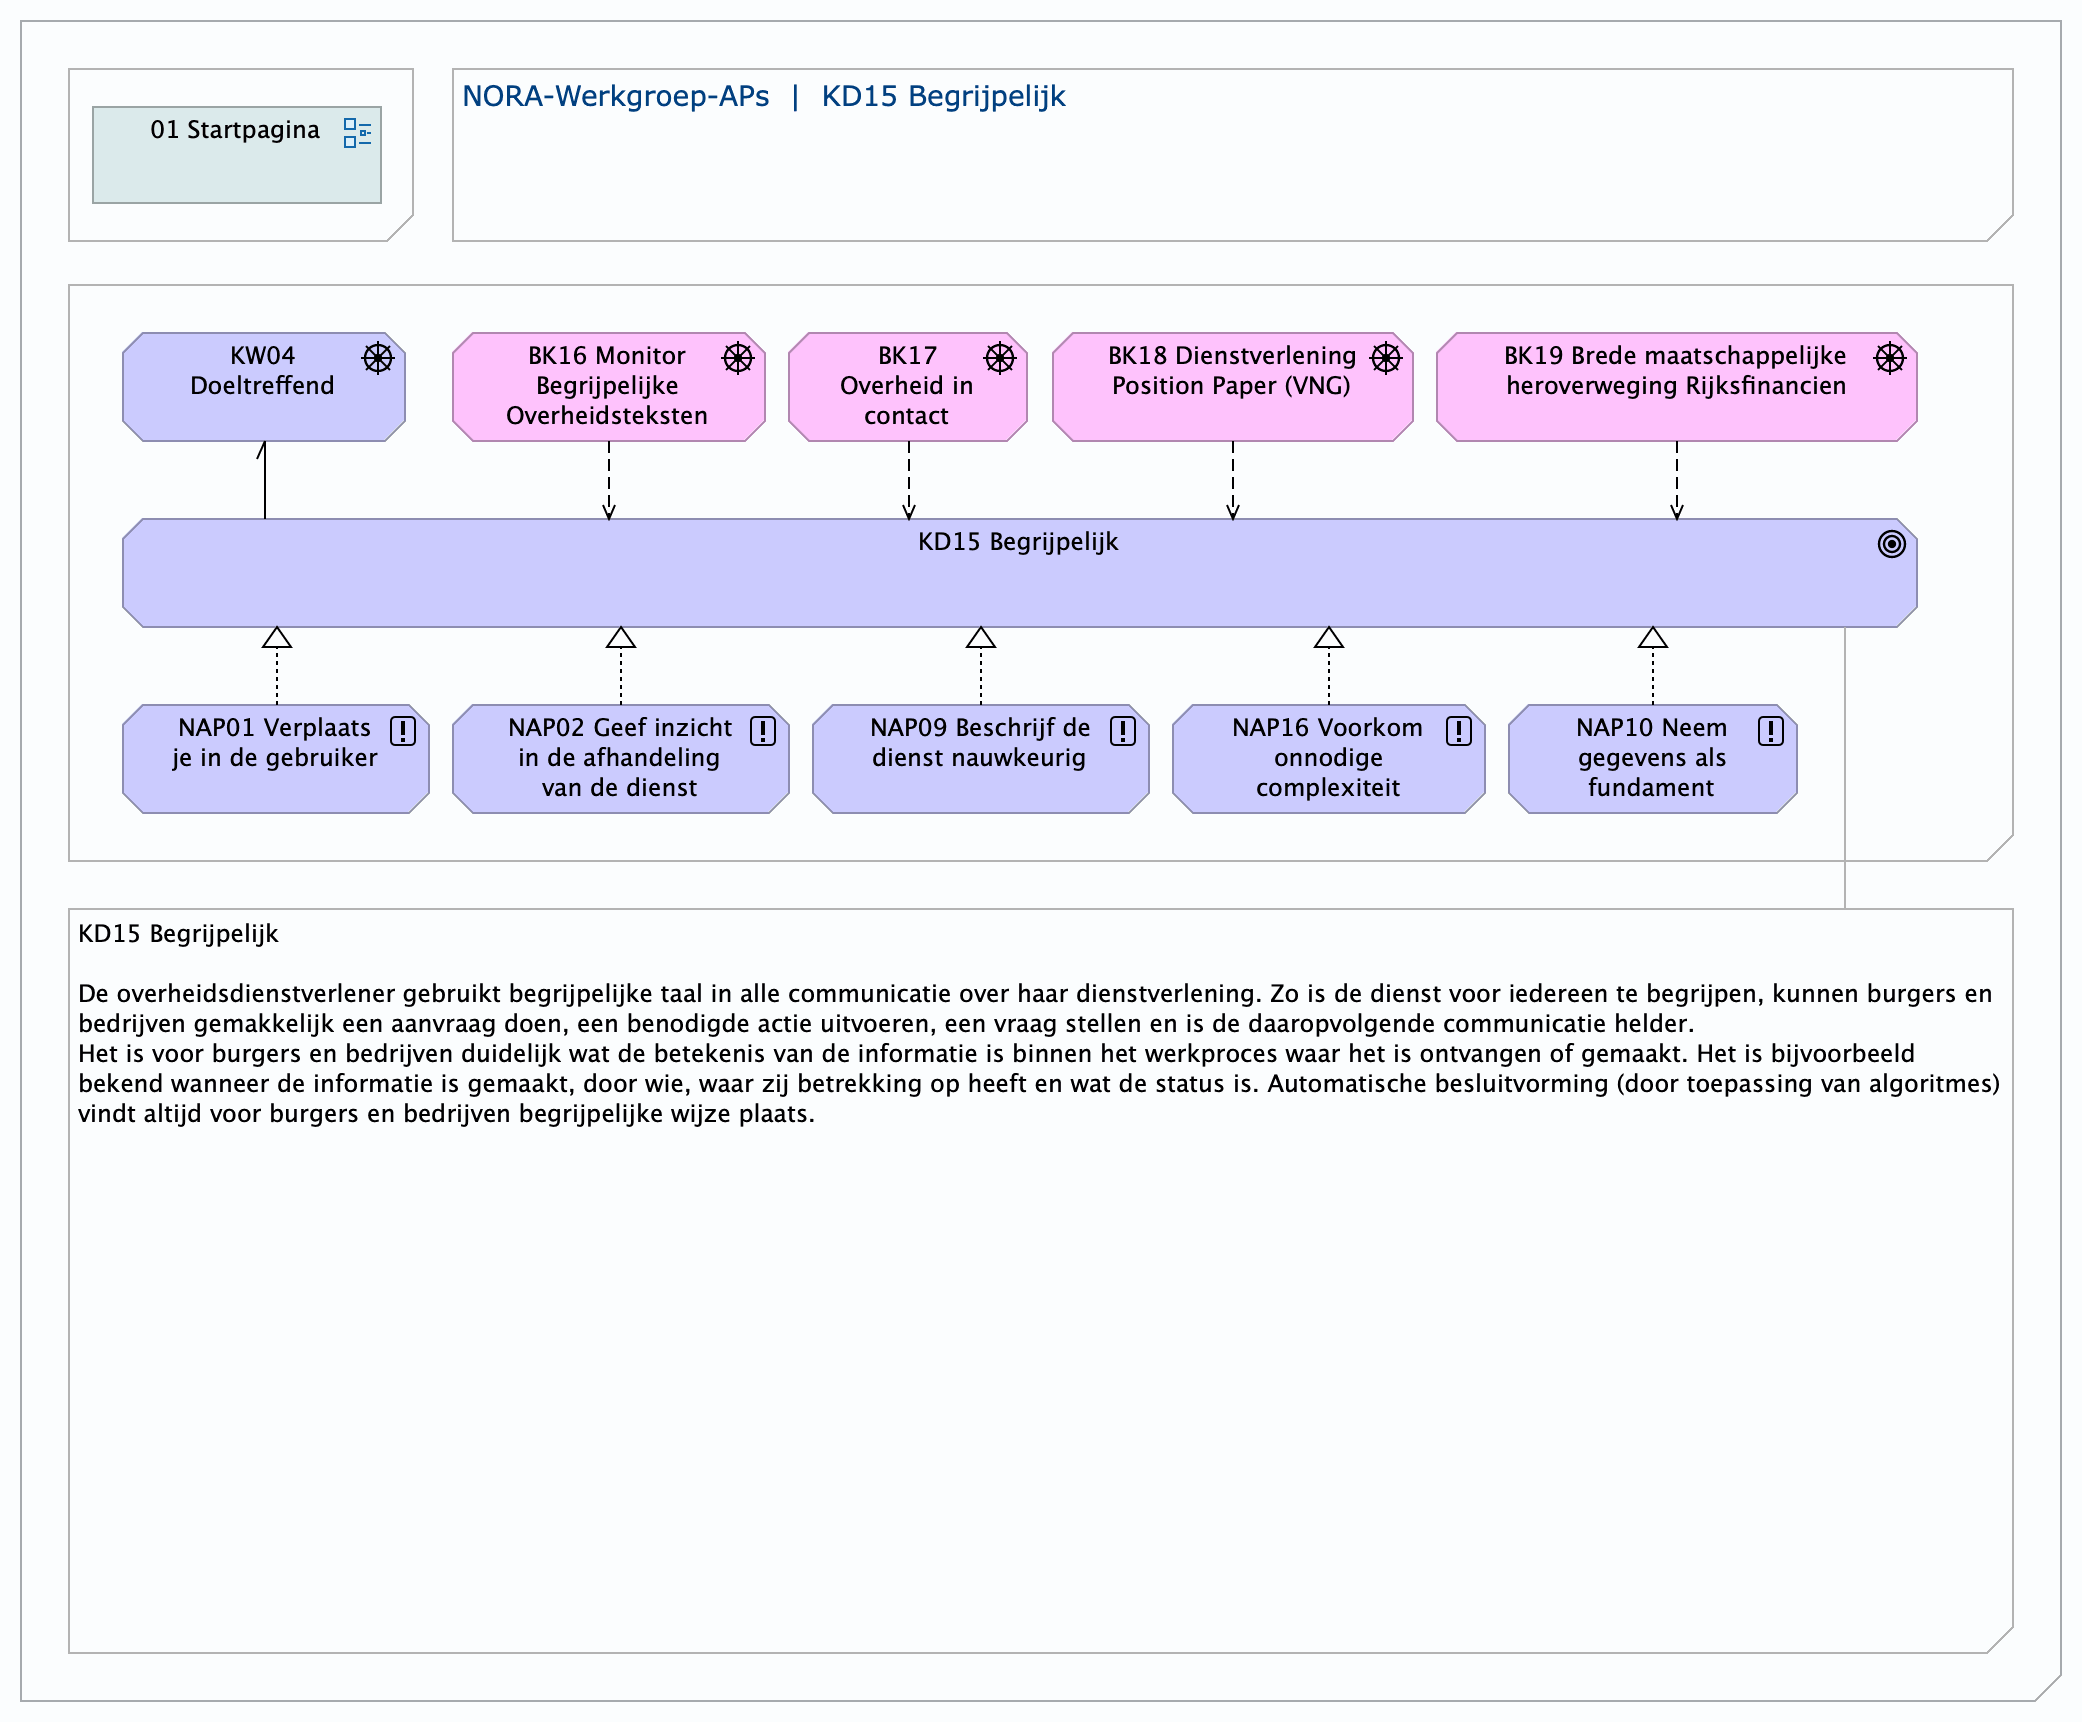 01 Startpagina
NORA-Werkgroep-APs | KD15 Begrijpelijk
KW04
Doeltreffend
BK16 Monitor
Begrijpelijke
Overheidsteksten
BK17
Overheid in
contact
BK18 Dienstverlening
Position Paper (VNG)
BK19 Brede maatschappelijke
heroverweging Rijksfinancien
KD15 Begrijpelijk
NAP01 Verplaats
je in de gebruiker
NAP02 Geef inzicht
in de afhandeling
van de dienst
NAP09 Beschrijf de
dienst nauwkeurig
NAP16 Voorkom
onnodige
complexiteit
NAP10 Neem
gegevens als
fundament
KD15 Begrijpelijk
De overheidsdienstverlener gebruikt begrijpelijke taal in alle communicatie over haar dienstverlening. Zo is de dienst voor iedereen te begrijpen, kunnen burgers en
bedrijven gemakkelijk een aanvraag doen, een benodigde actie uitvoeren, een vraag stellen en is de daaropvolgende communicatie helder.
Het is voor burgers en bedrijven duidelijk wat de betekenis van de informatie is binnen het werkproces waar het is ontvangen of gemaakt. Het is bijvoorbeeld
bekend wanneer de informatie is gemaakt, door wie, waar zij betrekking op heeft en wat de status is. Automatische besluitvorming (door toepassing van algoritmes)
vindt altijd voor burgers en bedrijven begrijpelijke wijze plaats.